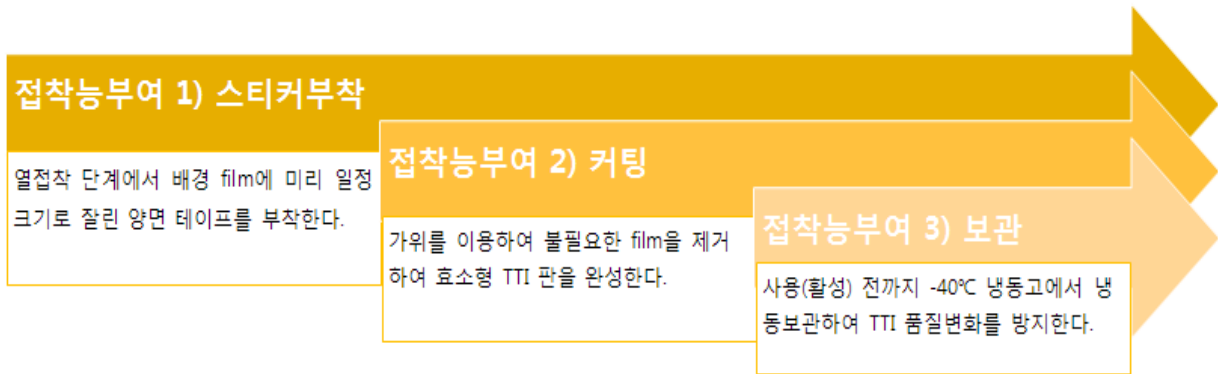 접착능부여 1) 스티커부착
열접착 단계에서 배경 film에 미리 일정
크기로 잘린 양면 테이프를 부착한다.
접착능부여 2) 커팅
가위를 이용하여 불필요한 film을 제거
하여 효소형 TTI 판을 완성한다.
접착능부여 3) 보관
사용(활성) 전까지 -40℃ 냉동고에서 냉
동보관하여 TTI 품질변화를 방지한다.